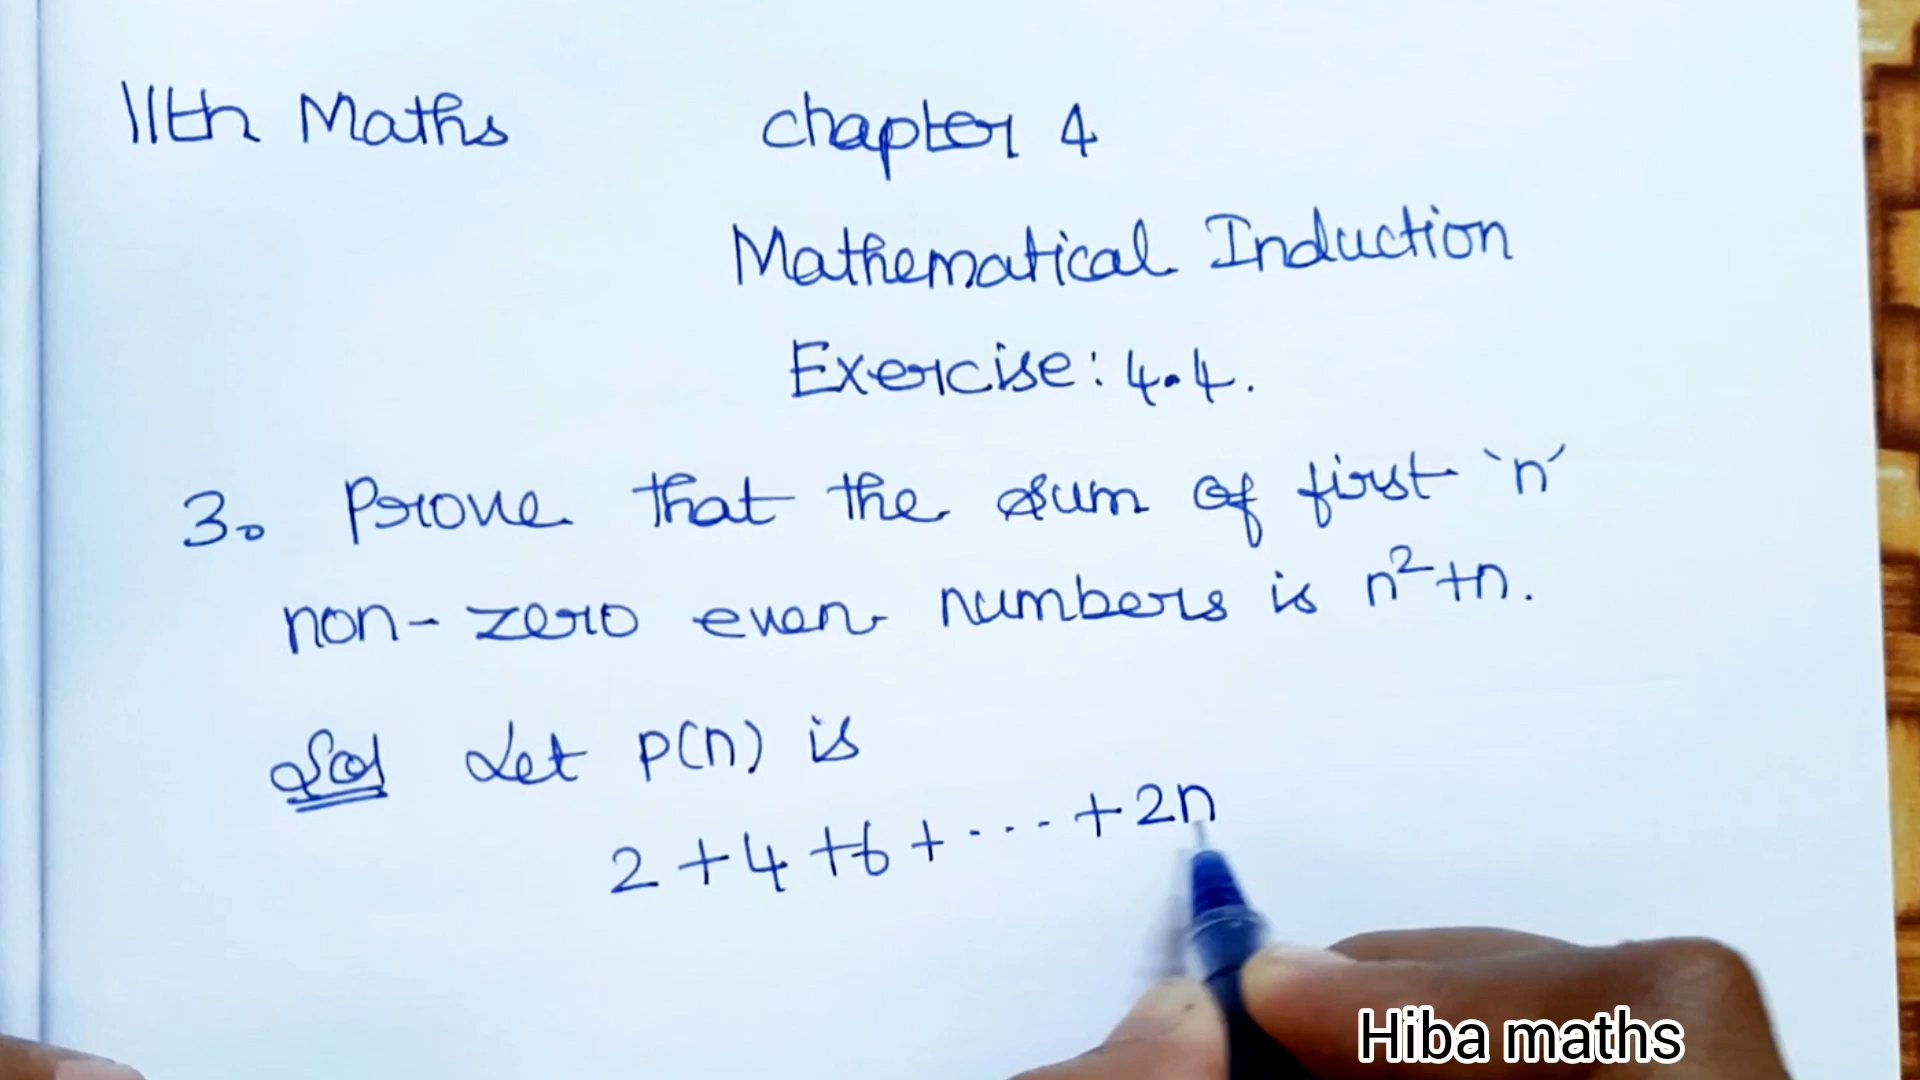 11th Maths chapter 4
Mathematical Induction
Exercise: 4.4.
3. Prove that the sum of first 'n'
non-zero even numbers is n²+n.
Sol Let P(n) is
2+4+6+...+2n
Hiba maths